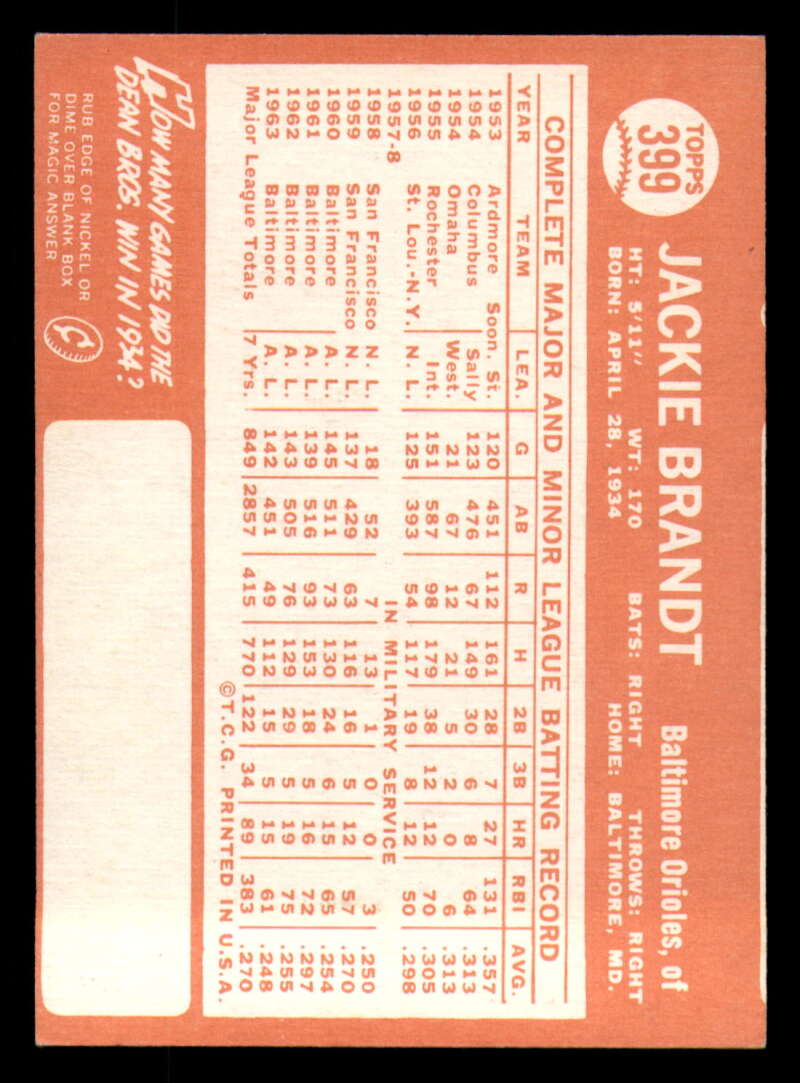 TOPPS
399
JACKIE BRANDT Baltimore Orioles, of
HT: 5'11" WT: 170 BATS: RIGHT THROWS: RIGHT
BORN: APRIL 28, 1934 HOME: BALTIMORE, MD.
COMPLETE MAJOR AND MINOR LEAGUE BATTING RECORD
YEAR TEAM LEA. G AB R H 2B 3B HR RBI AVG.
1953 Ardmore Soon. St. 120 451 112 161 28 7 27 131 .357
1954 Columbus Sally 123 476 67 149 30 6 8 64 .313
1954 Omaha West. 21 67 12 21 5 2 0 6 .313
1955 Rochester Int. 151 587 98 179 38 12 12 70 .305
1956 St. Lou.-N.Y. N. L. 125 393 54 117 19 8 12 50 .298
1957-8 IN MILITARY SERVICE
1958 San Francisco N. L. 18 52 7 13 1 0 0 3 .250
1959 San Francisco N. L. 137 429 63 116 16 5 12 57 .270
1960 Baltimore A. L. 145 511 73 130 24 6 15 65 .254
1961 Baltimore A. L. 139 516 93 153 18 5 16 72 .297
1962 Baltimore A. L. 143 505 76 129 29 5 19 75 .255
1963 Baltimore A. L. 142 451 49 112 15 5 15 61 .248
Major League Totals 7 Yrs. 849 2857 415 770 122 34 89 383 .270
©T.C.G. PRINTED IN U.S.A.
HOW MANY GAMES DID THE
DEAN BROS. WIN IN 1934?
RUB EDGE OF NICKEL OR
DIME OVER BLANK BOX
FOR MAGIC ANSWER